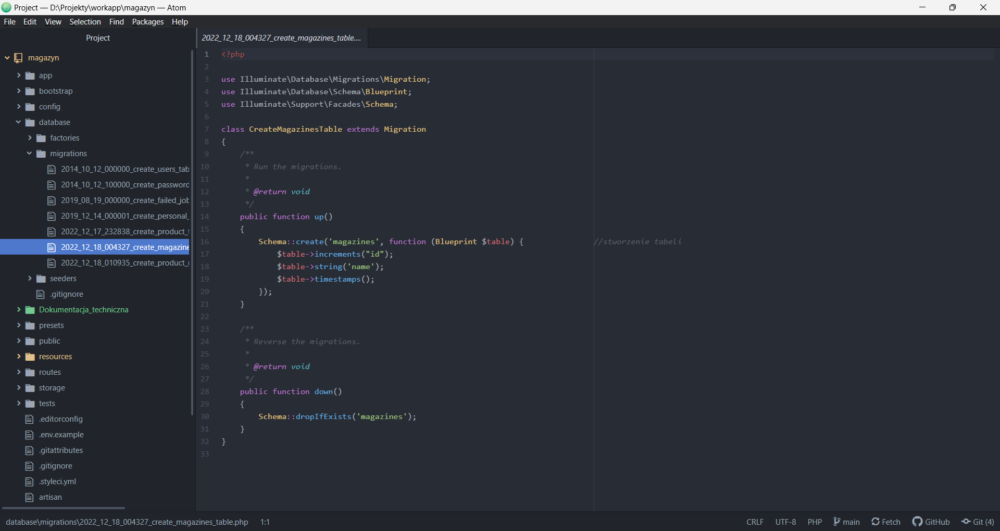 Project — D:\Projekty\workapp\magazyn — Atom
File Edit View Selection Find Packages Help
Project
magazyn
app
bootstrap
config
database
factories
migrations
2014_10_12_000000_create_users_tab
2014_10_12_100000_create_password
2019_08_19_000000_create_failed_job
2019_12_14_000001_create_personal_
2022_12_17_232838_create_product_t
2022_12_18_004327_create_magazine
2022_12_18_010935_create_product_
seeders
.gitignore
Dokumentacja_techniczna
presets
public
resources
routes
storage
tests
.editorconfig
.env.example
.gitattributes
.gitignore
.styleci.yml
artisan
2022_12_18_004327_create_magazines_table....
1 <?php
2
3 use Illuminate\Database\Migrations\Migration;
4 use Illuminate\Database\Schema\Blueprint;
5 use Illuminate\Support\Facades\Schema;
6
7 class CreateMagazinesTable extends Migration
8 {
9 /**
10 * Run the migrations.
11 *
12 * @return void
13 */
14 public function up()
15 {
16 Schema::create('magazines', function (Blueprint $table) { //stworzenie tabeli
17 $table->increments("id");
18 $table->string('name');
19 $table->timestamps();
20 });
21 }
22
23 /**
24 * Reverse the migrations.
25 *
26 * @return void
27 */
28 public function down()
29 {
30 Schema::dropIfExists('magazines');
31 }
32 }
33
database\migrations\2022_12_18_004327_create_magazines_table.php 1:1 CRLF UTF-8 PHP main Fetch GitHub Git (4)